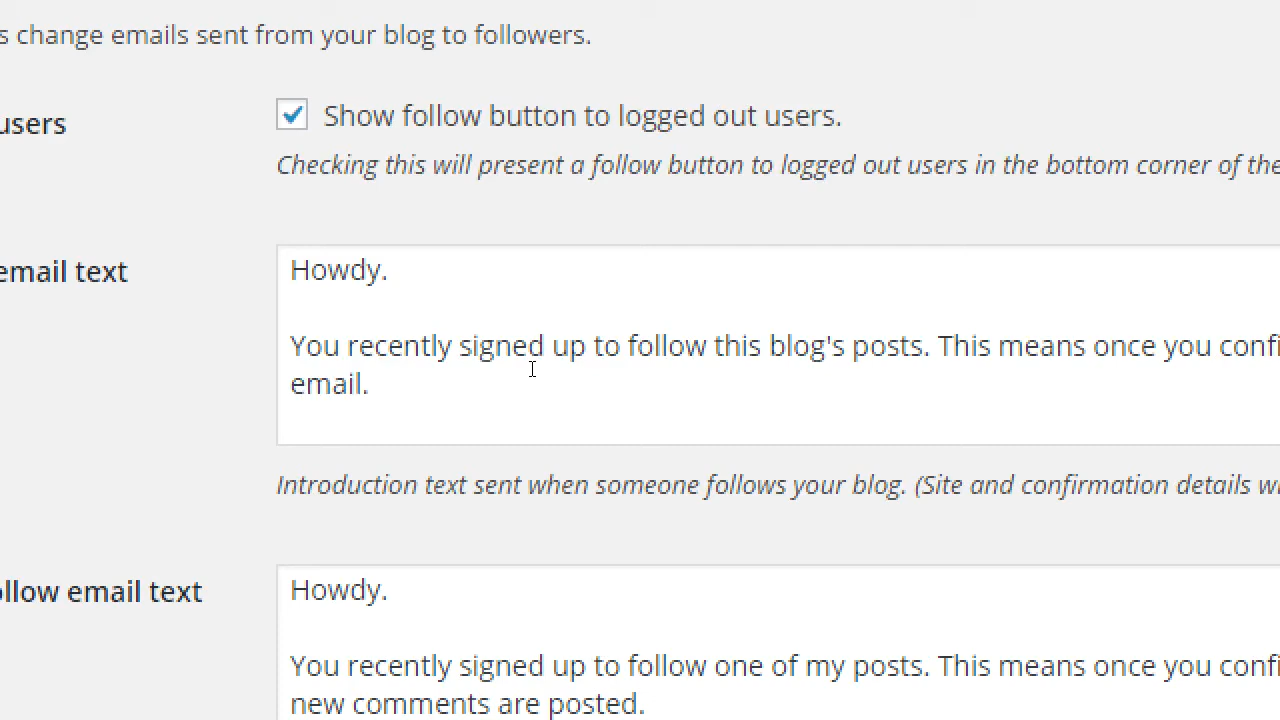 s change emails sent from your blog to followers.
users
Show follow button to logged out users.
Checking this will present a follow button to logged out users in the bottom corner of the
email text
Howdy.
You recently signed up to follow this blog's posts. This means once you confi
email.
Introduction text sent when someone follows your blog. (Site and confirmation details wi
ollow email text
Howdy.
You recently signed up to follow one of my posts. This means once you confi
new comments are posted.